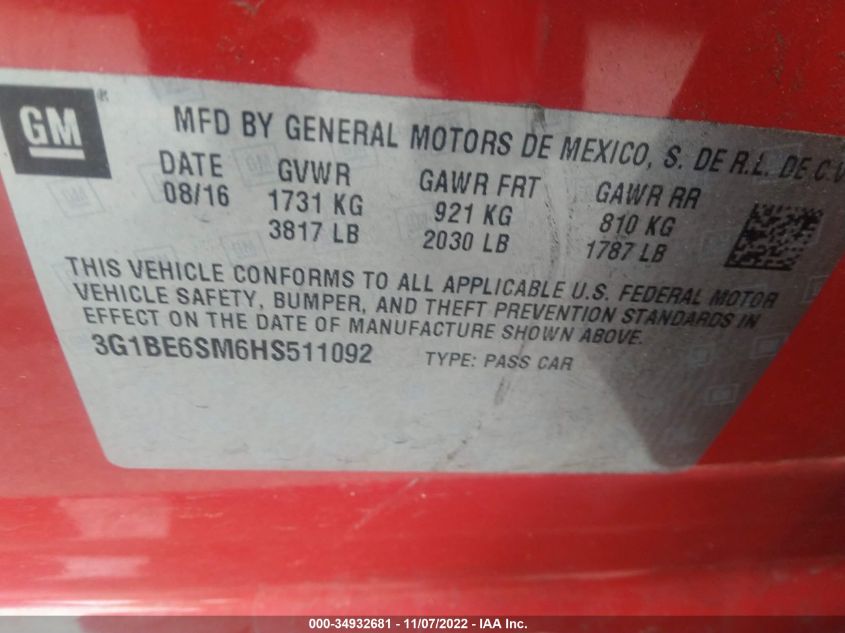 GM ®
MFD BY GENERAL MOTORS DE MEXICO, S. DE R.L. DE C.V
DATE GVWR GAWR FRT GAWR RR
08/16 1731 KG 921 KG 810 KG
3817 LB 2030 LB 1787 LB
THIS VEHICLE CONFORMS TO ALL APPLICABLE U.S. FEDERAL MOTOR
VEHICLE SAFETY, BUMPER, AND THEFT PREVENTION STANDARDS IN
EFFECT ON THE DATE OF MANUFACTURE SHOWN ABOVE.
3G1BE6SM6HS511092 TYPE: PASS CAR
000-34932681 - 11/07/2022 - IAA Inc.